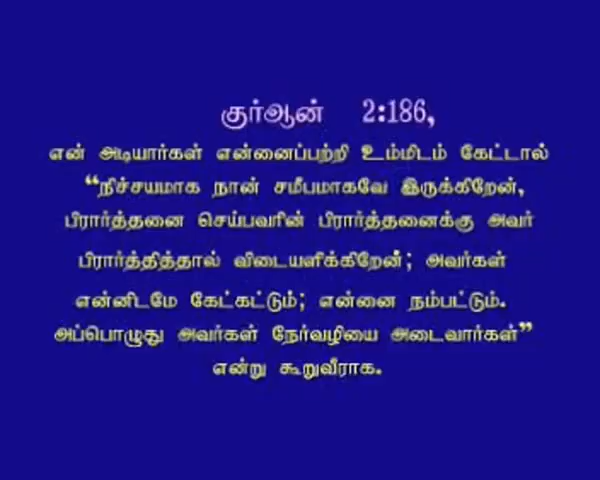 குர்ஆன் 2:186,
என் அடியார்கள் என்னைப்பற்றி உம்மிடம் கேட்டால்
“நிச்சயமாக நான் சமீபமாகவே இருக்கிறேன்,
பிரார்த்தனை செய்பவரின் பிரார்த்தனைக்கு அவர்
பிரார்த்தித்தால் விடையளிக்கிறேன்; அவர்கள்
என்னிடமே கேட்கட்டும்; என்னை நம்பட்டும்.
அப்பொழுது அவர்கள் நேர்வழியை அடைவார்கள்”
என்று கூறுவீராக.